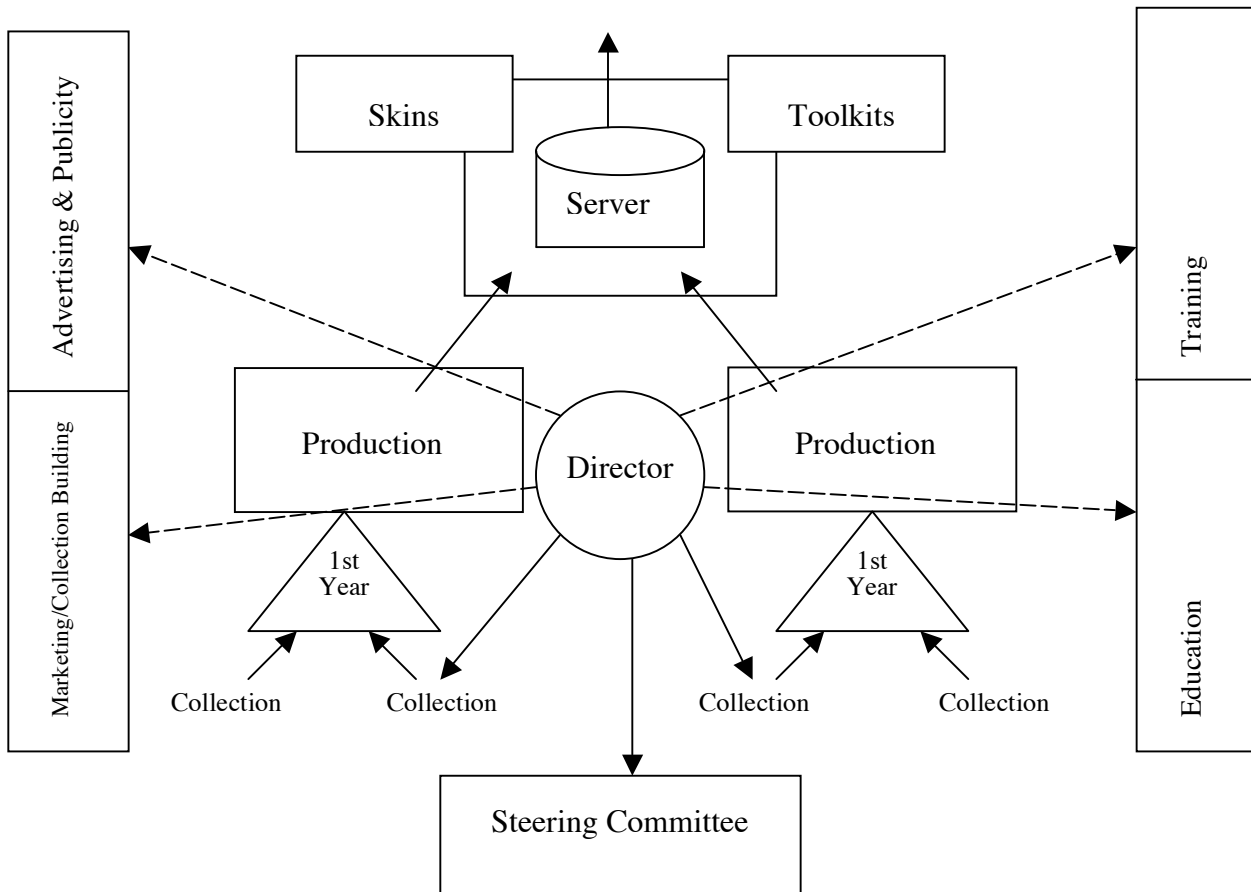 Advertising & Publicity
Skins
Toolkits
Server
Training
Production
Director
Production
Marketing/Collection Building
1st
Year
1st
Year
Education
Collection
Collection
Collection
Collection
Steering Committee